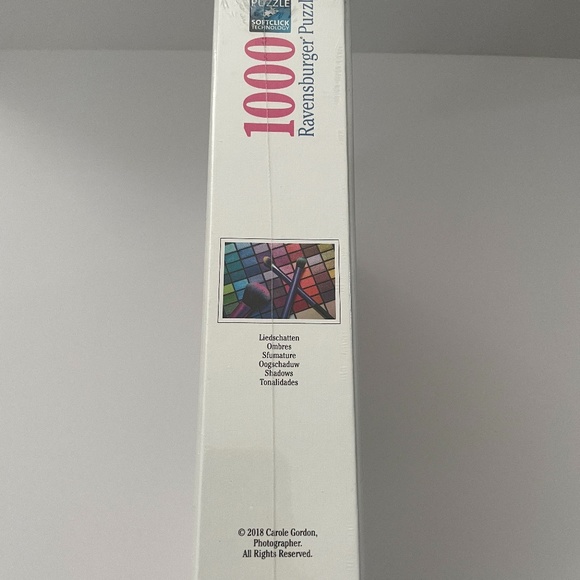 PUZZLE
SOFTCLICK
TECHNOLOGY
1000
Ravensburger® Puzzle
Liedschatten
Ombres
Sfumature
Oogschaduw
Shadows
Tonalidades
© 2018 Carole Gordon,
Photographer.
All Rights Reserved.